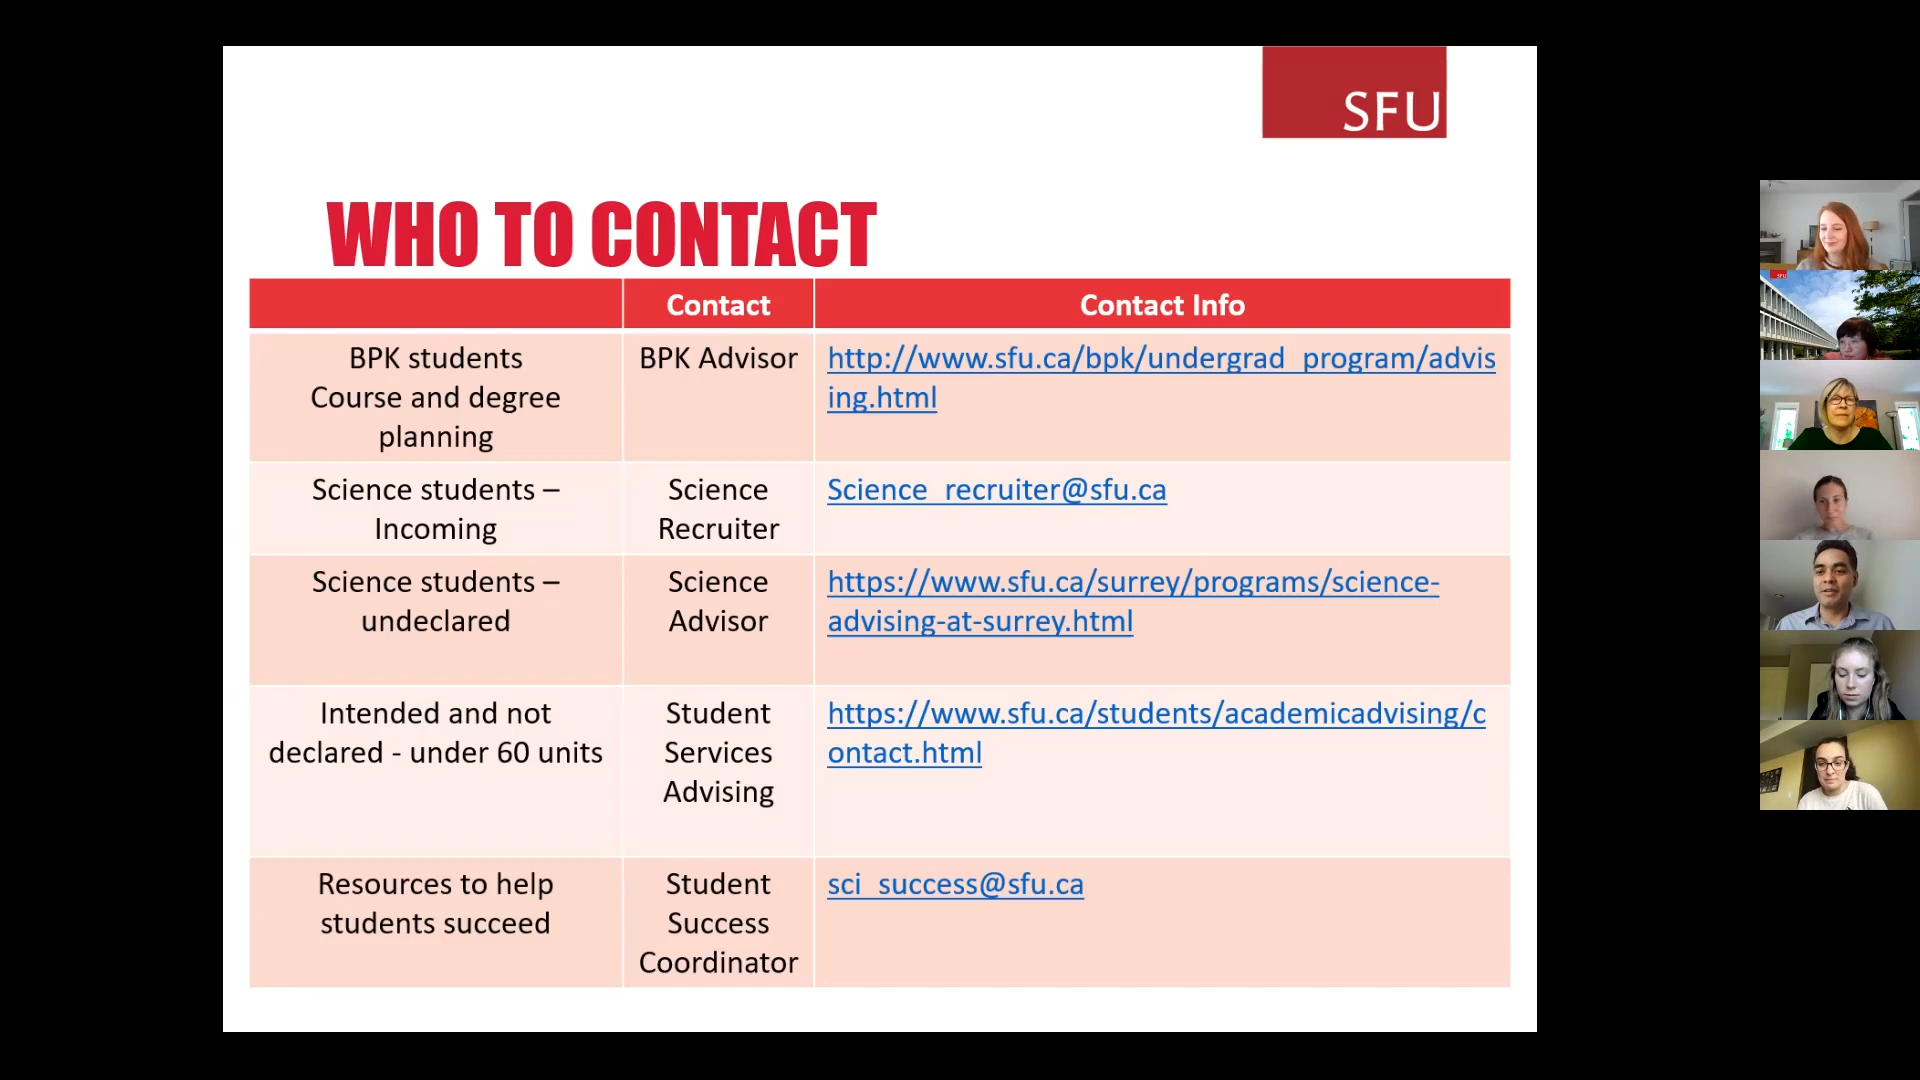 SFU
WHO TO CONTACT
Contact
Contact Info
BPK students
Course and degree
planning
BPK Advisor
http://www.sfu.ca/bpk/undergrad_program/advis
ing.html
Science students –
Incoming
Science
Recruiter
Science_recruiter@sfu.ca
Science students –
undeclared
Science
Advisor
https://www.sfu.ca/surrey/programs/science-
advising-at-surrey.html
Intended and not
declared - under 60 units
Student
Services
Advising
https://www.sfu.ca/students/academicadvising/c
ontact.html
Resources to help
students succeed
Student
Success
Coordinator
sci_success@sfu.ca
SFU